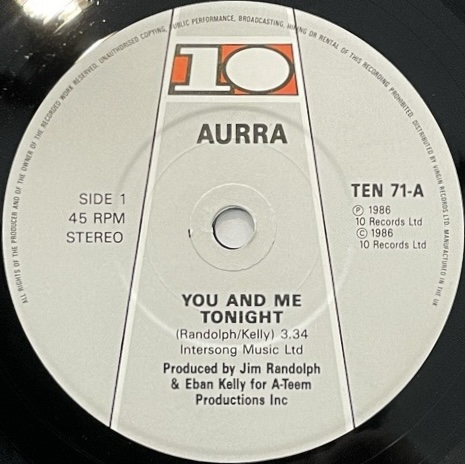 ALL RIGHTS OF THE PRODUCER AND OF THE OWNER OF THE RECORDED WORK RESERVED. UNAUTHORISED COPYING, PUBLIC PERFORMANCE, BROADCASTING, HIRING OR RENTAL OF THIS RECORDING PROHIBITED. DISTRIBUTED BY VIRGIN RECORDS LTD. MANUFACTURED IN THE UK
10
AURRA
SIDE 1
45 RPM
STEREO
TEN 71-A
Ⓟ 1986
10 Records Ltd
© 1986
10 Records Ltd
YOU AND ME
TONIGHT
(Randolph/Kelly) 3.34
Intersong Music Ltd
Produced by Jim Randolph
& Eban Kelly for A-Teem
Productions Inc